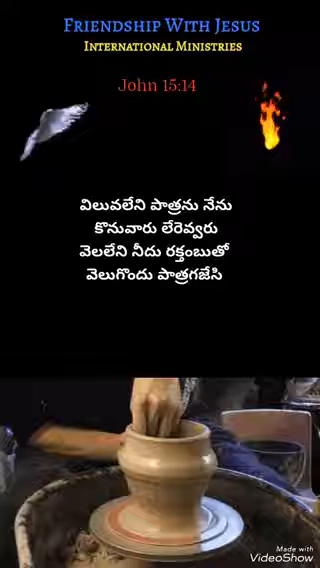 Friendship With Jesus
International Ministries
John 15:14
విలువలేని పాత్రను నేను
కొనువారు లేరెవ్వరు
వెలలేని నీదు రక్తంబుతో
వెలుగొందు పాత్రగజేసి
Made with
VideoShow